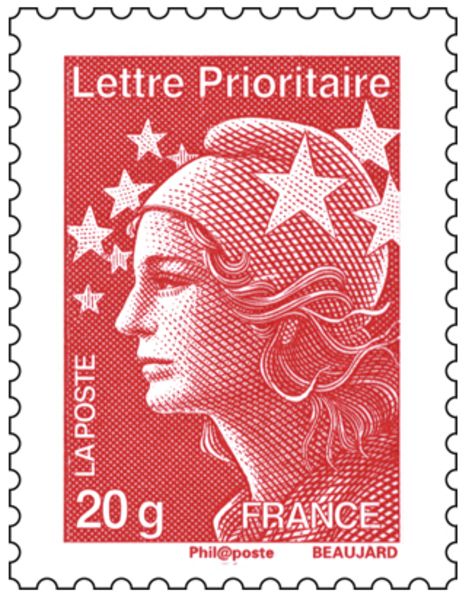 Lettre Prioritaire
LA POSTE
20 g
FRANCE
Phil@poste
BEAUJARD